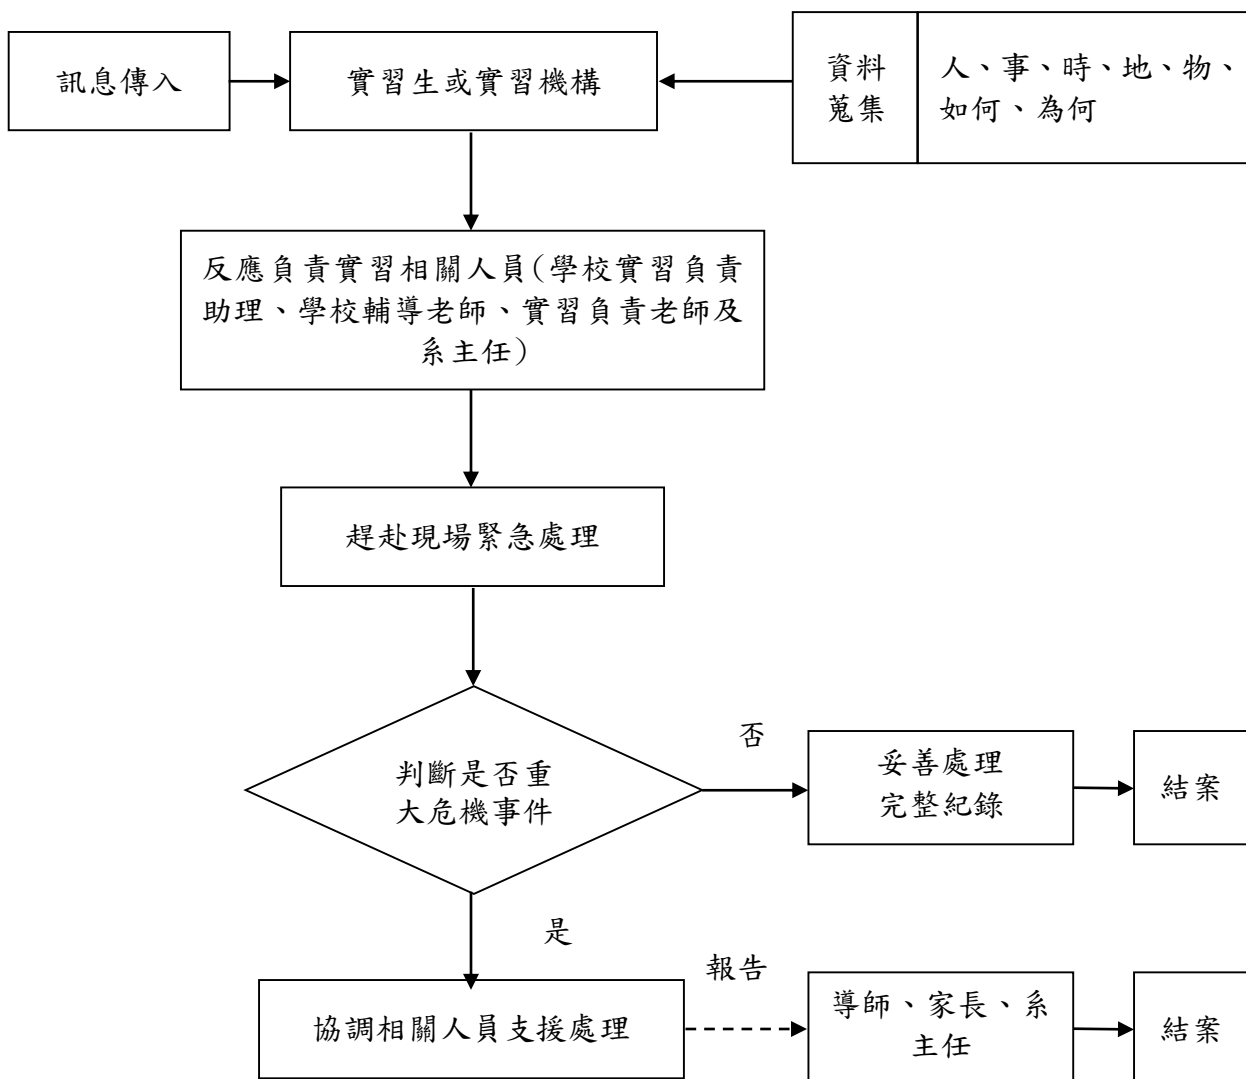 訊息傳入
實習生或實習機構
資料
蒐集
人、事、時、地、物、
如何、為何
反應負責實習相關人員(學校實習負責
助理、學校輔導老師、實習負責老師及
系主任)
趕赴現場緊急處理
判斷是否重
大危機事件
否
妥善處理
完整紀錄
結案
是
協調相關人員支援處理
報告
導師、家長、系
主任
結案